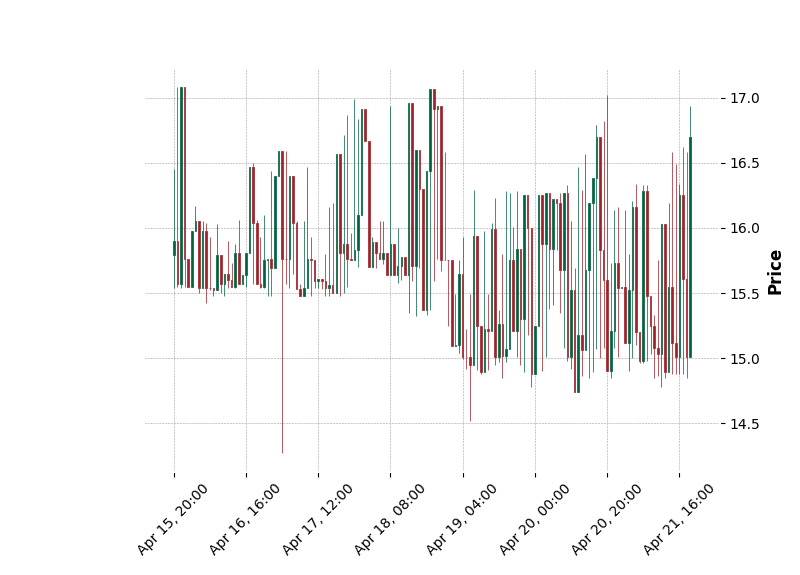 17.0
16.5
16.0
15.5
15.0
14.5
Price
Apr 15, 20:00
Apr 16, 16:00
Apr 17, 12:00
Apr 18, 08:00
Apr 19, 04:00
Apr 20, 00:00
Apr 20, 20:00
Apr 21, 16:00